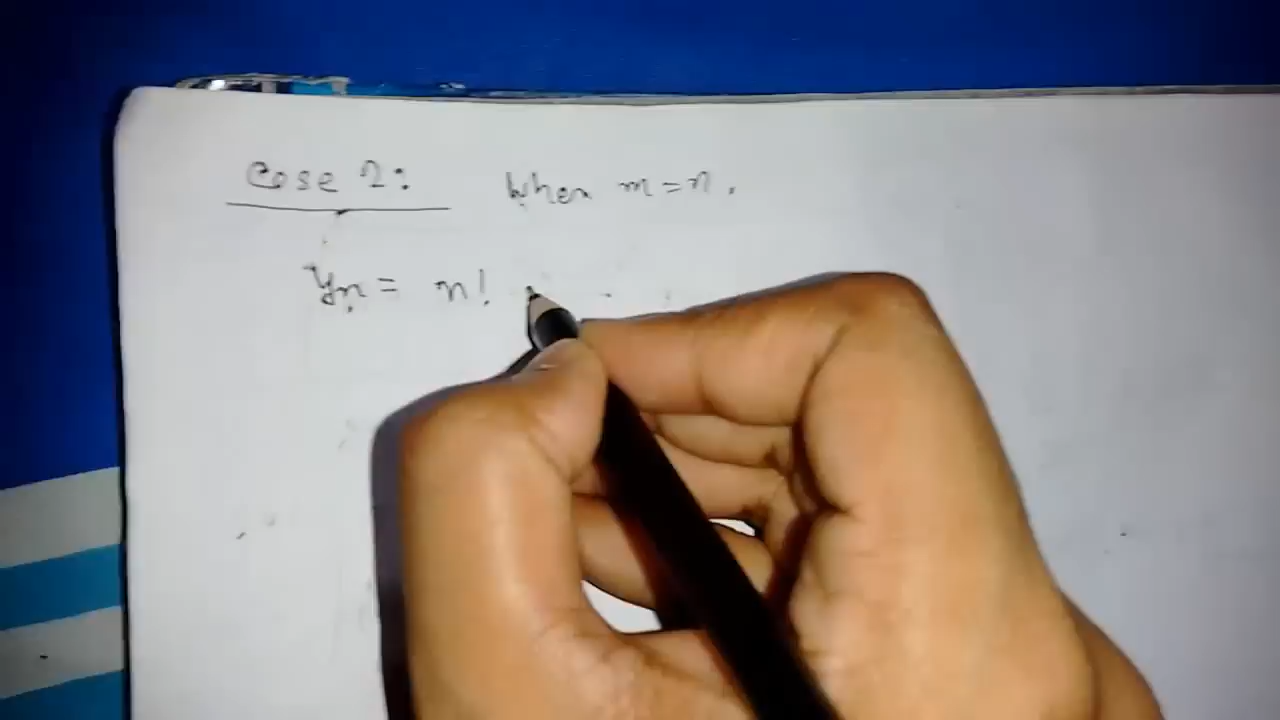 Case 2: When m = n.
yn = n!